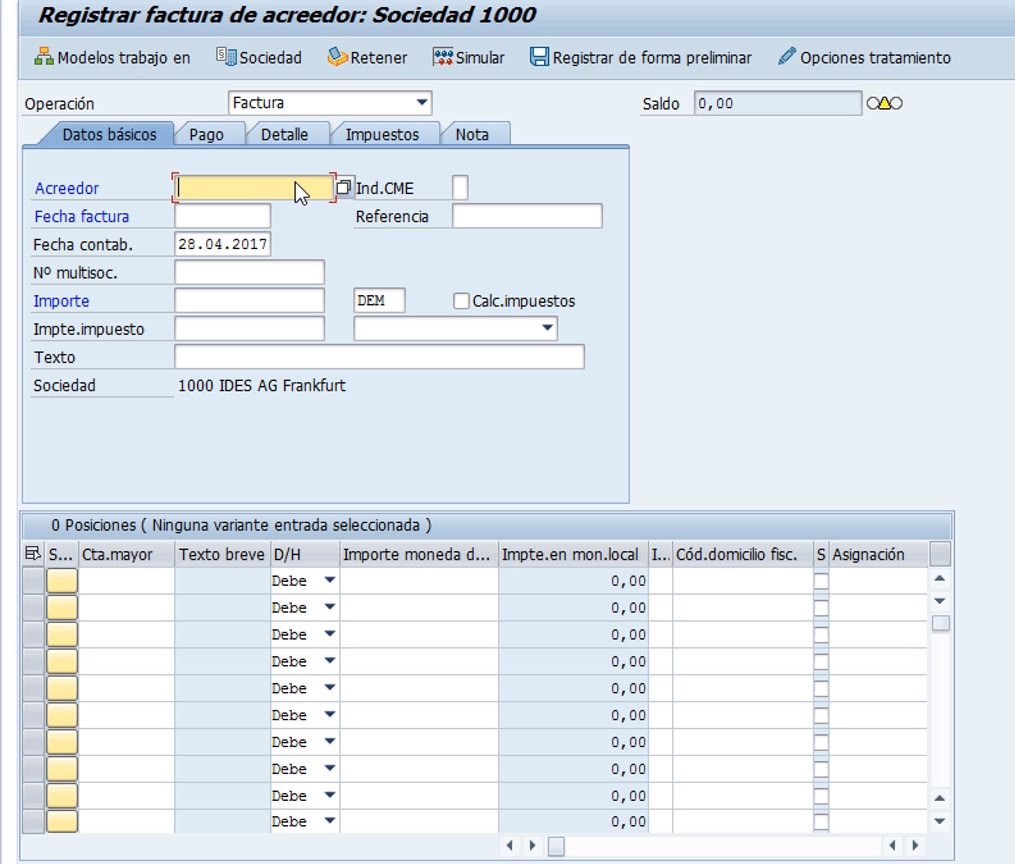 Registrar factura de acreedor: Sociedad 1000
Modelos trabajo en Sociedad Retener Simular Registrar de forma preliminar Opciones tratamiento
Operación Factura Saldo 0,00
Datos básicos Pago Detalle Impuestos Nota
Acreedor Ind.CME
Fecha factura Referencia
Fecha contab. 28.04.2017
Nº multisoc.
Importe DEM Calc.impuestos
Impte.impuesto
Texto
Sociedad 1000 IDES AG Frankfurt
0 Posiciones ( Ninguna variante entrada seleccionada )
S... Cta.mayor Texto breve D/H Importe moneda d... Impte.en mon.local I... Cód.domicilio fisc. S Asignación
Debe 0,00
Debe 0,00
Debe 0,00
Debe 0,00
Debe 0,00
Debe 0,00
Debe 0,00
Debe 0,00
Debe 0,00
Debe 0,00